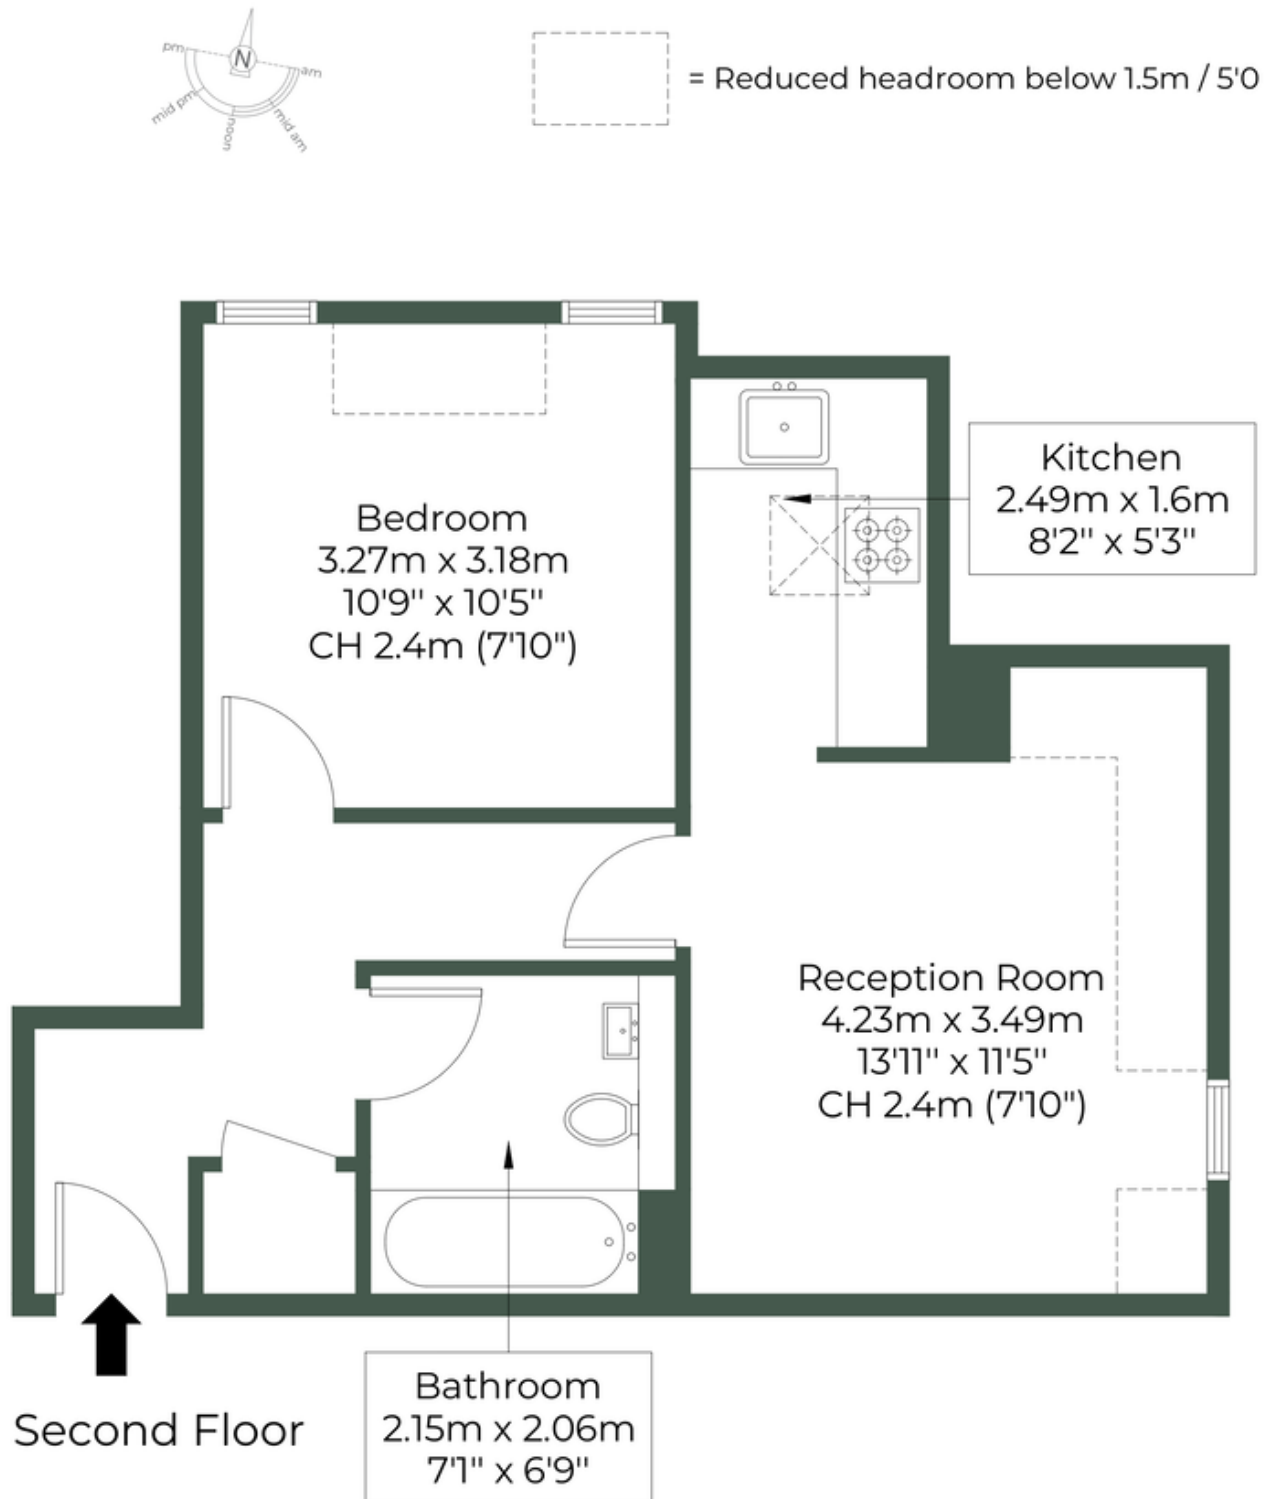 pm
N
am
mid pm
noon
mid am
= Reduced headroom below 1.5m / 5'0
Bedroom
3.27m x 3.18m
10'9" x 10'5"
CH 2.4m (7'10")
Kitchen
2.49m x 1.6m
8'2" x 5'3"
Reception Room
4.23m x 3.49m
13'11" x 11'5"
CH 2.4m (7'10")
Bathroom
2.15m x 2.06m
7'1" x 6'9"
Second Floor